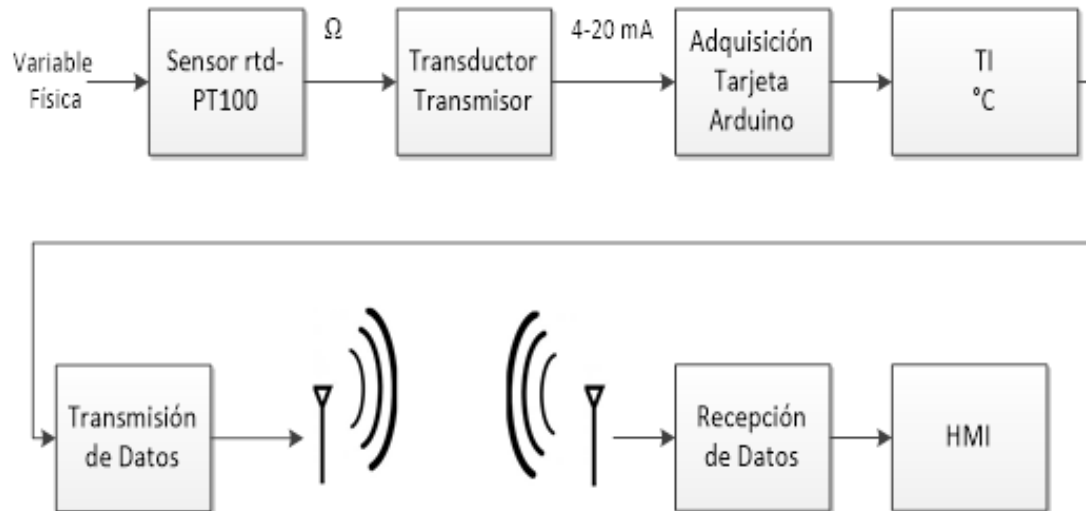 Variable
Física
Sensor rtd-
PT100
Ω
Transductor
Transmisor
4-20 mA
Adquisición
Tarjeta
Arduino
TI
°C
Transmisión
de Datos
Recepción
de Datos
HMI